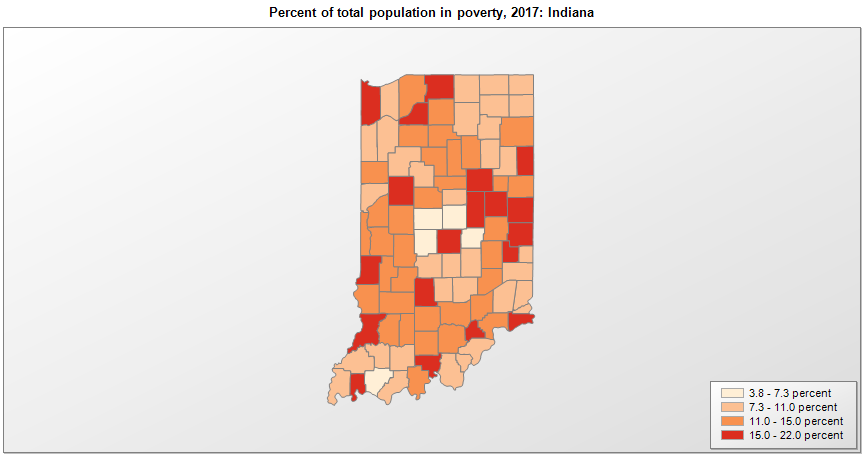 Percent of total population in poverty, 2017: Indiana
3.8 - 7.3 percent
7.3 - 11.0 percent
11.0 - 15.0 percent
15.0 - 22.0 percent